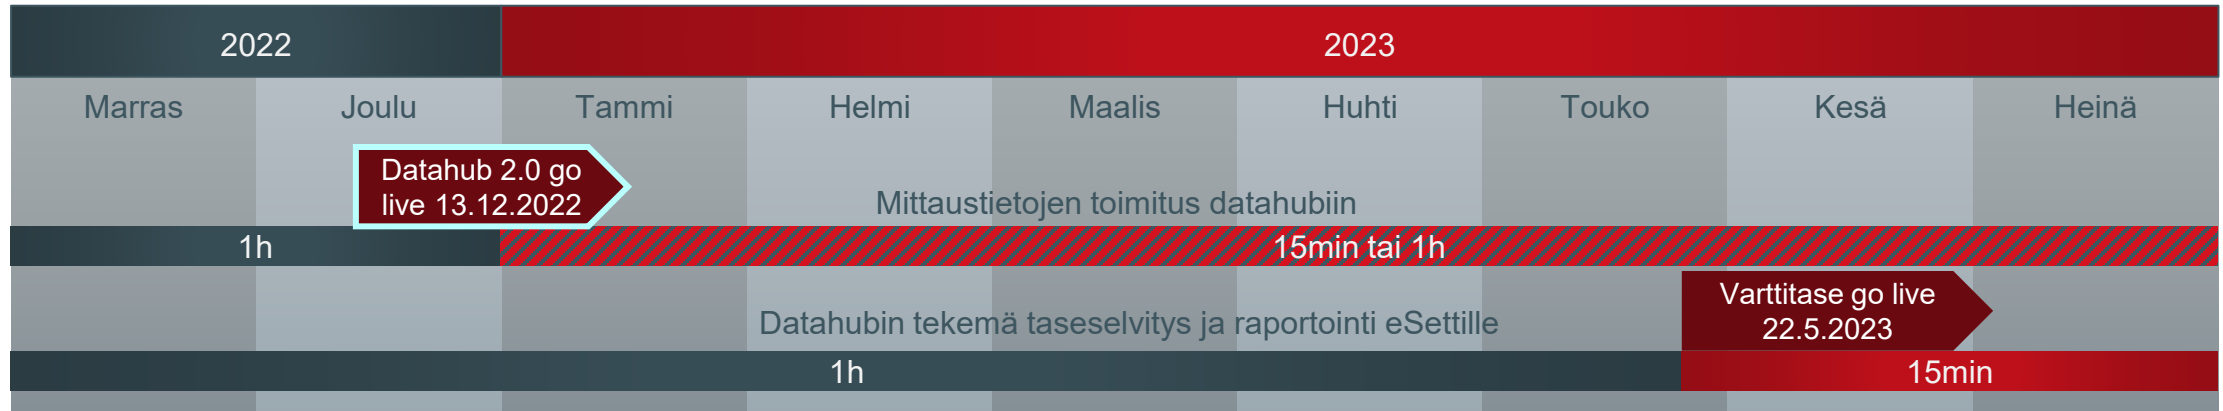 2022
2023
Marras
Joulu
Tammi
Helmi
Maalis
Huhti
Touko
Kesä
Heinä
Datahub 2.0 go
live 13.12.2022
Mittaustietojen toimitus datahubiin
1h
15min tai 1h
Varttitase go live
22.5.2023
Datahubin tekemä taseselvitys ja raportointi eSettille
1h
15min